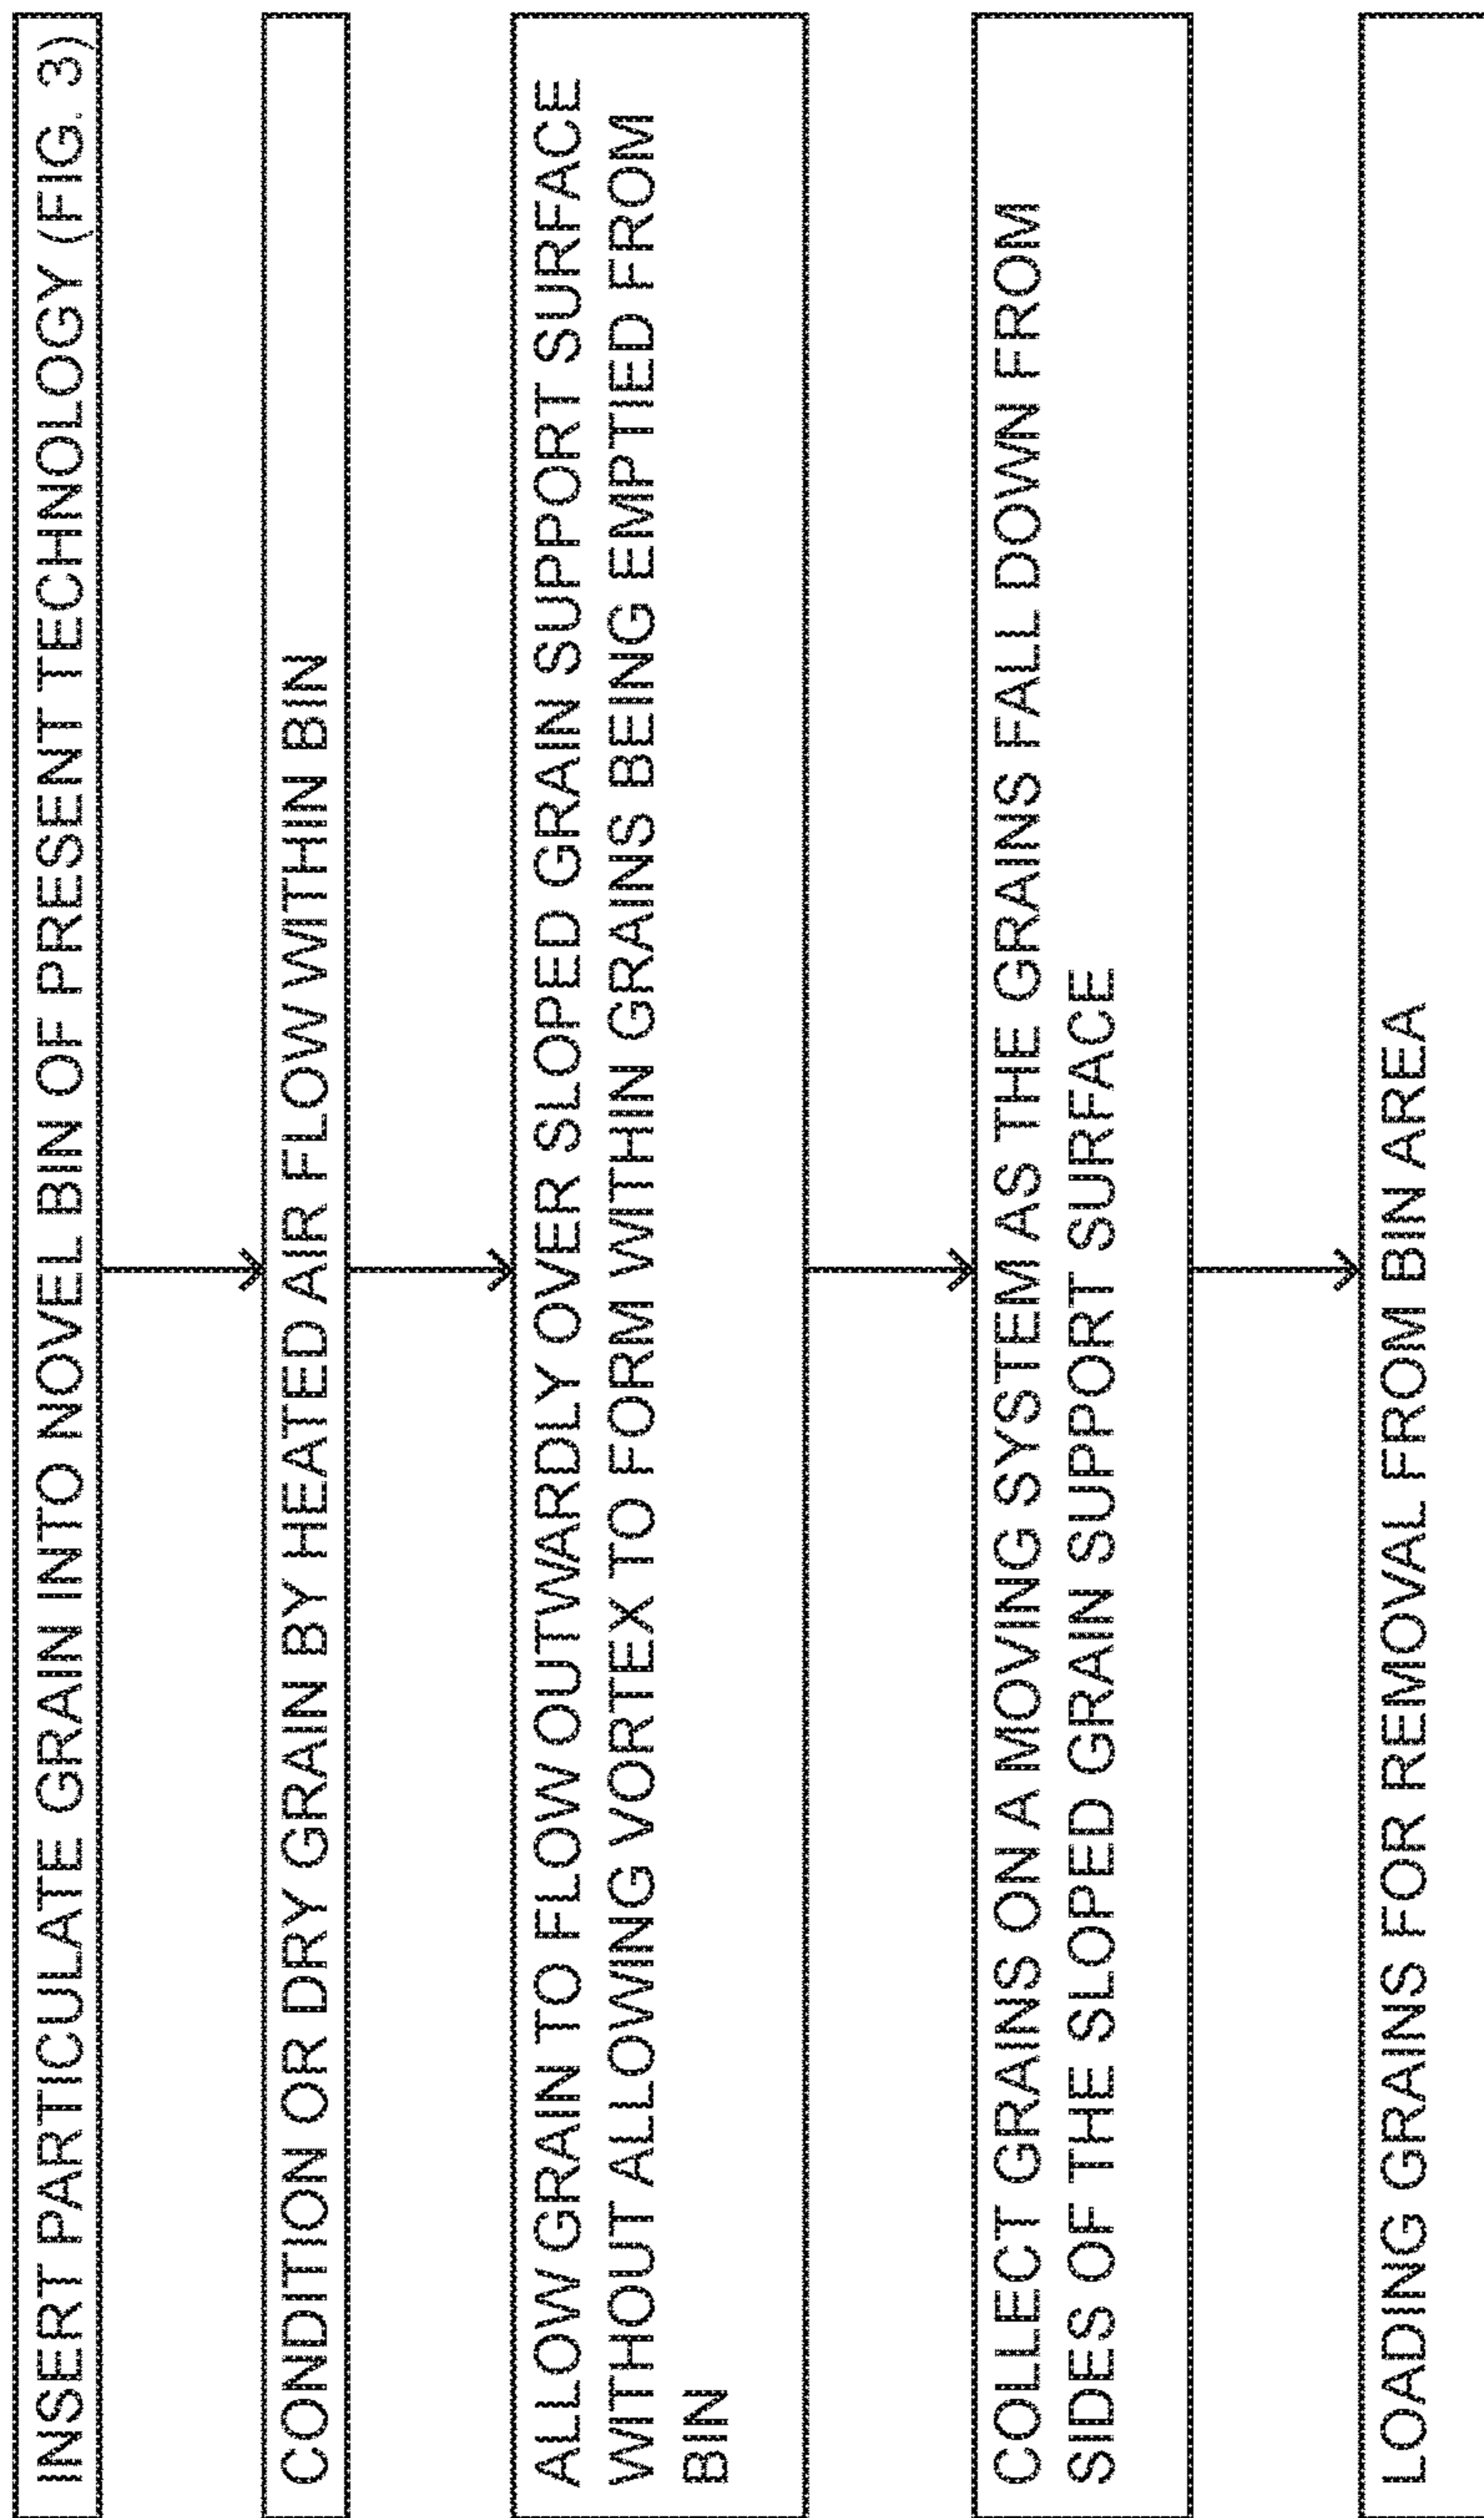 INSERT PARTICULATE GRAIN INTO NOVEL BIN OF PRESENT TECHNOLOGY (FIG. 3)
CONDITION OR DRY GRAIN BY HEATED AIR FLOW WITHIN BIN
ALLOW GRAIN TO FLOW OUTWARDLY OVER SLOPED GRAIN SUPPORT SURFACE
WITHOUT ALLOWING VORTEX TO FORM WITHIN GRAINS BEING EMPTIED FROM
BIN
COLLECT GRAINS ON A MOVING SYSTEM AS THE GRAINS FALL DOWN FROM
SIDES OF THE SLOPED GRAIN SUPPORT SURFACE
LOADING GRAINS FOR REMOVAL FROM BIN AREA